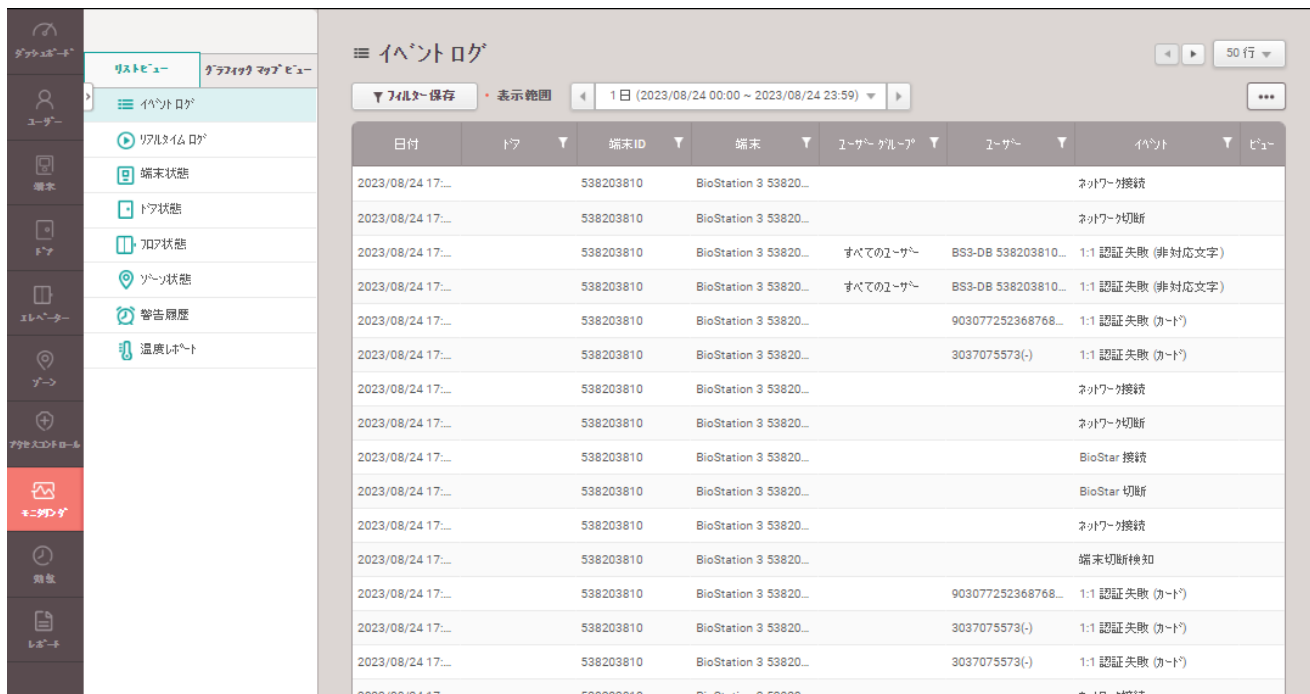 ダッシュボード
ユーザー
端末
ドア
エレベーター
ゾーン
アクセスコントロール
モニタリング
勤怠
レポート
リストビュー
グラフィック マップ ビュー
イベント ログ
リアルタイム ログ
端末状態
ドア状態
フロア状態
ゾーン状態
警告履歴
温度レポート
イベント ログ
50 行
フィルター保存
・ 表示範囲
1日 (2023/08/24 00:00 ~ 2023/08/24 23:59)
日付 ドア 端末ID 端末 ユーザー グループ ユーザー イベント ビュー
2023/08/24 17:... 538203810 BioStation 3 53820... ネットワーク接続
2023/08/24 17:... 538203810 BioStation 3 53820... ネットワーク切断
2023/08/24 17:... 538203810 BioStation 3 53820... すべてのユーザー BS3-DB 538203810... 1:1 認証失敗 (非対応文字)
2023/08/24 17:... 538203810 BioStation 3 53820... すべてのユーザー BS3-DB 538203810... 1:1 認証失敗 (非対応文字)
2023/08/24 17:... 538203810 BioStation 3 53820... 903077252368768... 1:1 認証失敗 (カード)
2023/08/24 17:... 538203810 BioStation 3 53820... 3037075573(-) 1:1 認証失敗 (カード)
2023/08/24 17:... 538203810 BioStation 3 53820... ネットワーク接続
2023/08/24 17:... 538203810 BioStation 3 53820... ネットワーク切断
2023/08/24 17:... 538203810 BioStation 3 53820... BioStar 接続
2023/08/24 17:... 538203810 BioStation 3 53820... BioStar 切断
2023/08/24 17:... 538203810 BioStation 3 53820... ネットワーク接続
2023/08/24 17:... 538203810 BioStation 3 53820... 端末切断検知
2023/08/24 17:... 538203810 BioStation 3 53820... 903077252368768... 1:1 認証失敗 (カード)
2023/08/24 17:... 538203810 BioStation 3 53820... 3037075573(-) 1:1 認証失敗 (カード)
2023/08/24 17:... 538203810 BioStation 3 53820... 3037075573(-) 1:1 認証失敗 (カード)